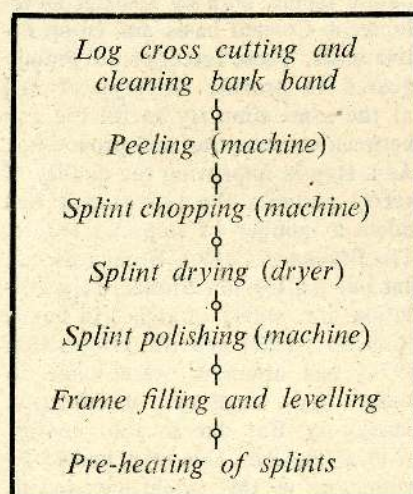 Log cross cutting and
cleaning bark band
Peeling (machine)
Splint chopping (machine)
Splint drying (dryer)
Splint polishing (machine)
Frame filling and levelling
Pre-heating of splints